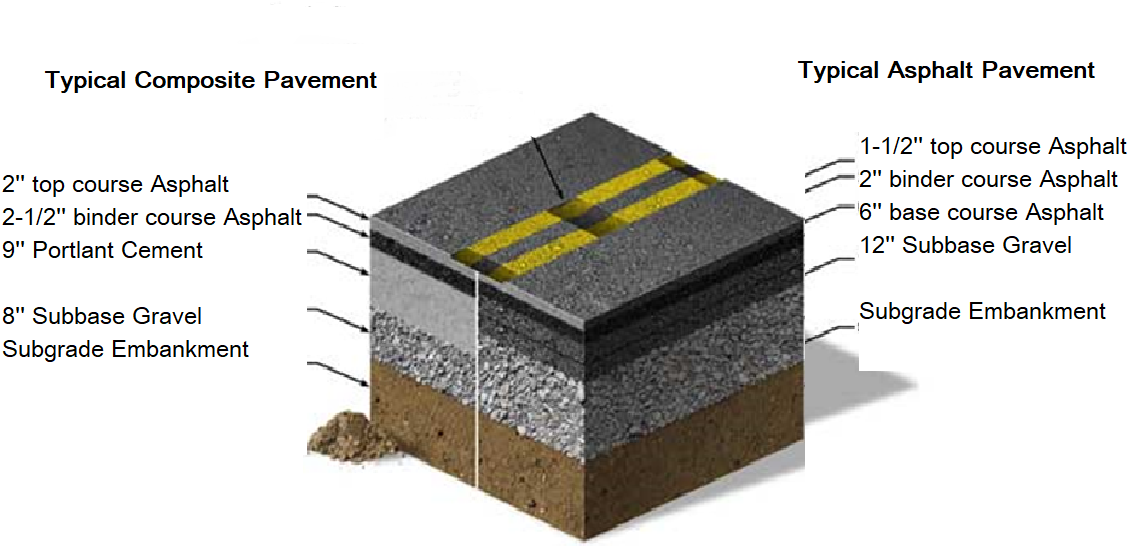 Typical Composite Pavement
2" top course Asphalt
2-1/2" binder course Asphalt
9" Portlant Cement
8" Subbase Gravel
Subgrade Embankment
Typical Asphalt Pavement
1-1/2" top course Asphalt
2" binder course Asphalt
6" base course Asphalt
12" Subbase Gravel
Subgrade Embankment